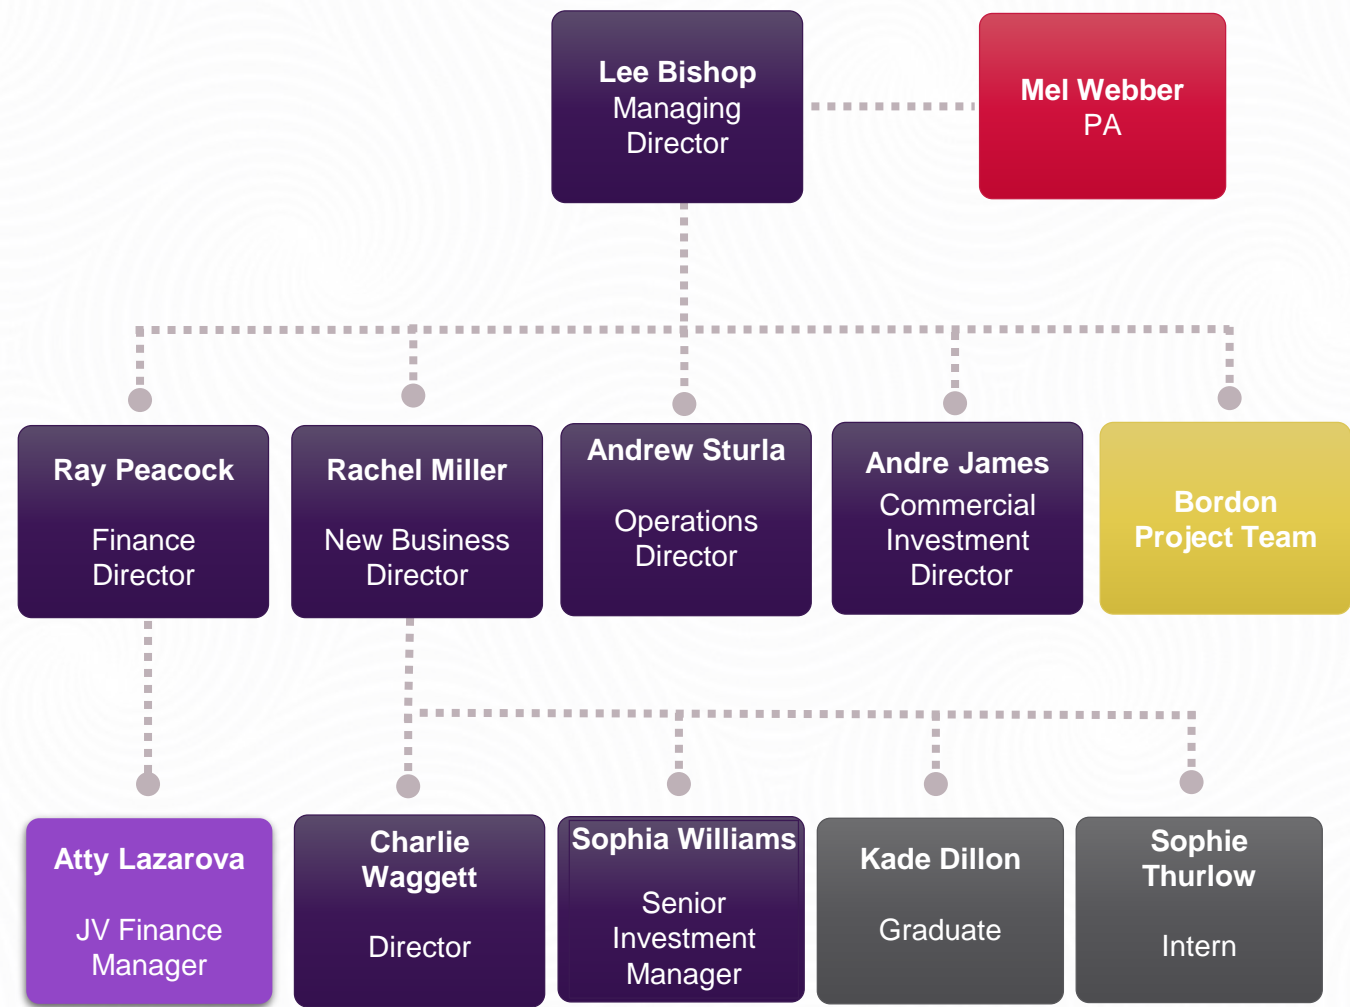 Lee Bishop
Managing
Director
Mel Webber
PA
Ray Peacock
Finance
Director
Rachel Miller
New Business
Director
Andrew Sturla
Operations
Director
Andre James
Commercial
Investment
Director
Bordon
Project Team
Atty Lazarova
JV Finance
Manager
Charlie
Waggett
Director
Sophia Williams
Senior
Investment
Manager
Kade Dillon
Graduate
Sophie
Thurlow
Intern